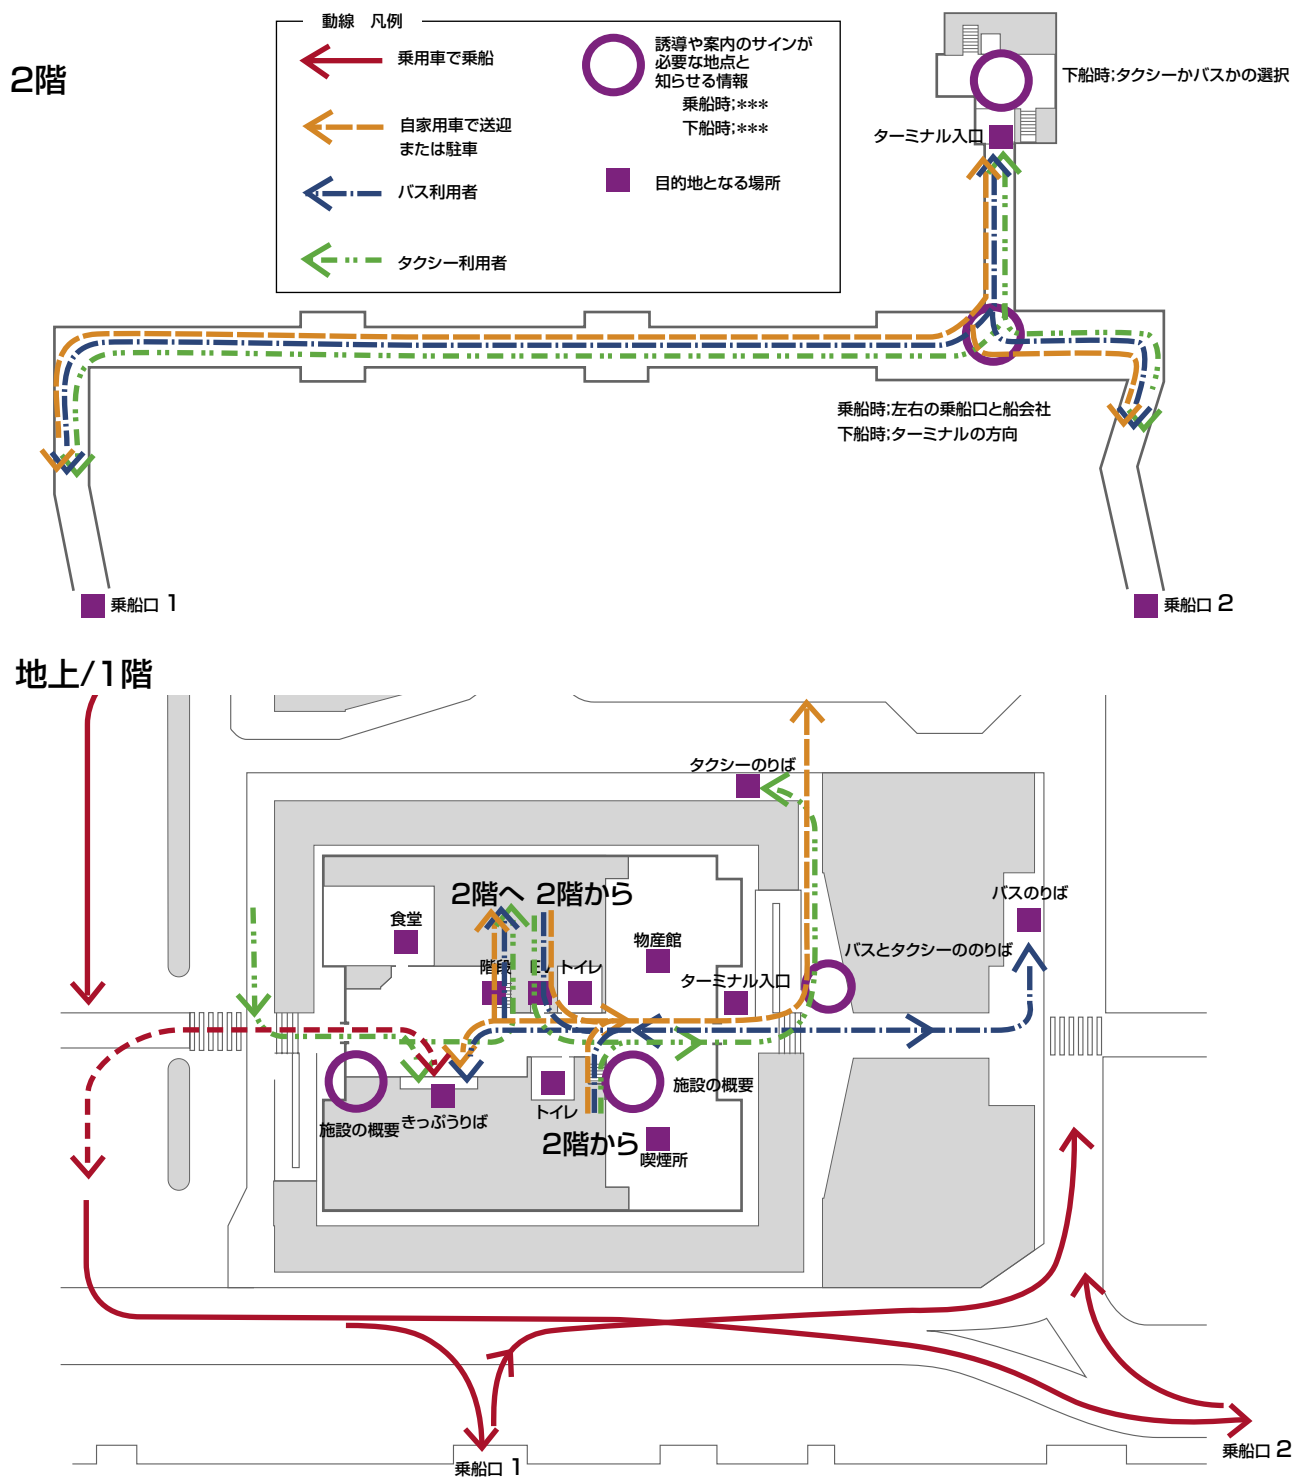 動線 凡例
乗用車で乗船
自家用車で送迎
または駐車
バス利用者
タクシー利用者
誘導や案内のサインが
必要な地点と
知らせる情報
乗船時;***
下船時;***
目的地となる場所
2階
下船時;タクシーかバスかの選択
ターミナル入口
乗船時;左右の乗船口と船会社
下船時;ターミナルの方向
乗船口 1
乗船口 2
地上/1階
タクシーのりば
2階へ
2階から
バスのりば
食堂
物産館
バスとタクシーののりば
階段
EV
トイレ
ターミナル入口
施設の概要
きっぷうりば
トイレ
施設の概要
2階から
喫煙所
乗船口 1
乗船口 2